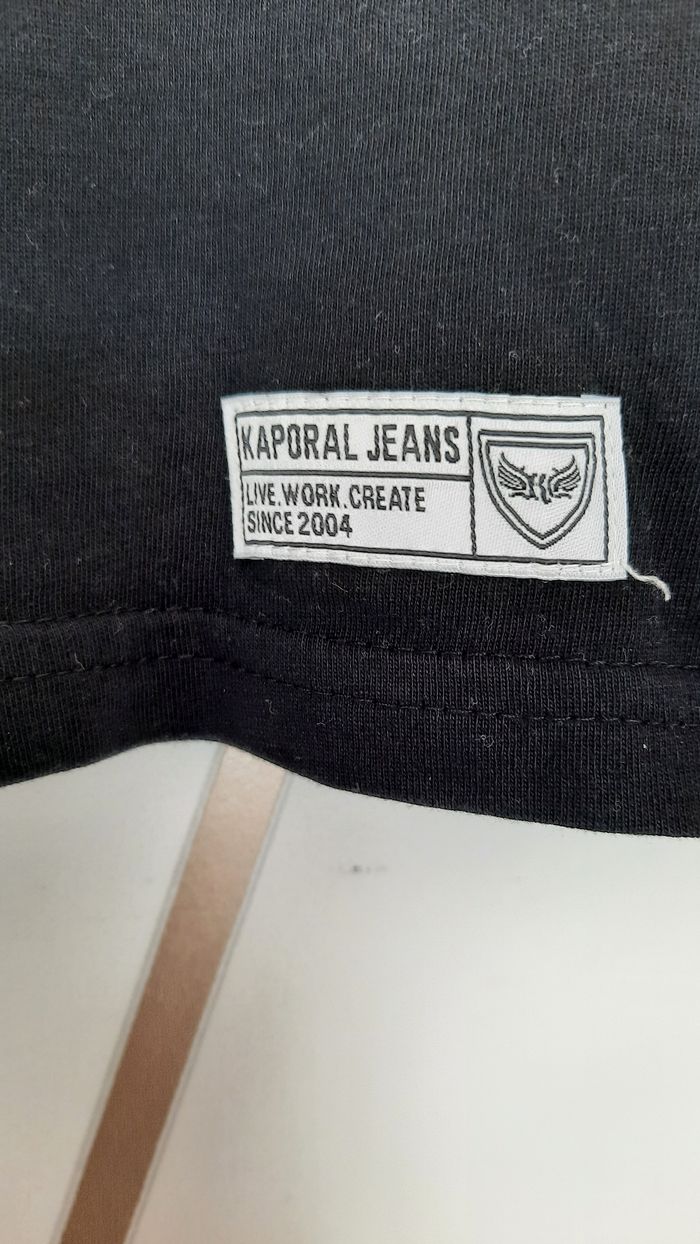 KAPORAL JEANS
LIVE.WORK.CREATE
SINCE 2004